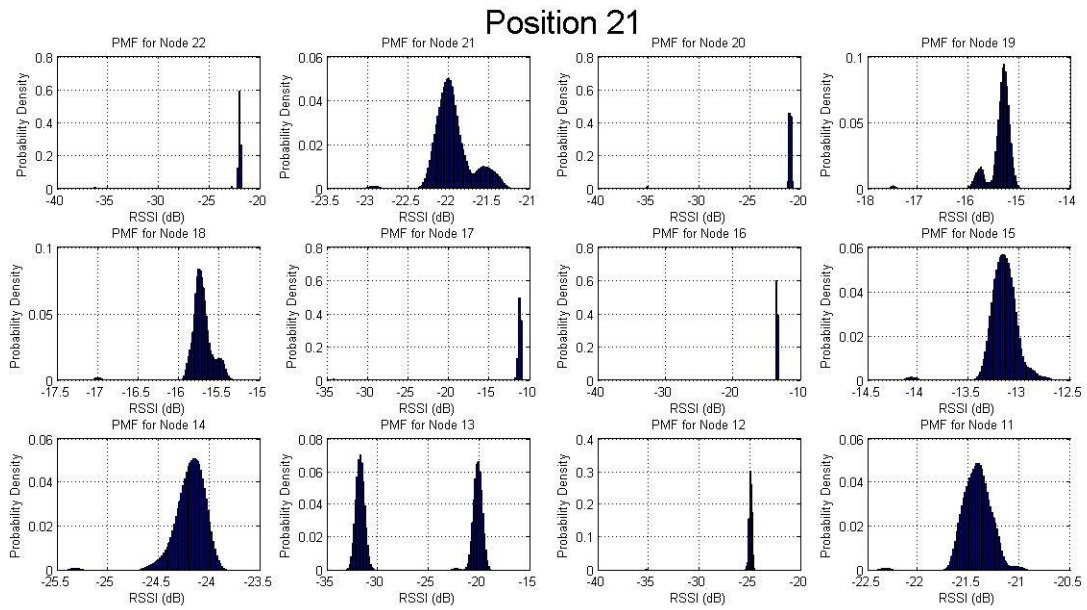 Position 21
PMF for Node 22
0.8
0.6
0.4
0.2
0
Probability Density
-40 -35 -30 -25 -20
RSSI (dB)
PMF for Node 21
0.06
0.04
0.02
0
Probability Density
-23.5 -23 -22.5 -22 -21.5 -21
RSSI (dB)
PMF for Node 20
0.8
0.6
0.4
0.2
0
Probability Density
-40 -35 -30 -25 -20
RSSI (dB)
PMF for Node 19
0.1
0.05
0
Probability Density
-18 -17 -16 -15 -14
RSSI (dB)
PMF for Node 18
0.1
0.05
0
Probability Density
-17.5 -17 -16.5 -16 -15.5 -15
RSSI (dB)
PMF for Node 17
0.8
0.6
0.4
0.2
0
Probability Density
-35 -30 -25 -20 -15 -10
RSSI (dB)
PMF for Node 16
0.8
0.6
0.4
0.2
0
Probability Density
-40 -30 -20 -10
RSSI (dB)
PMF for Node 15
0.06
0.04
0.02
0
Probability Density
-14.5 -14 -13.5 -13 -12.5
RSSI (dB)
PMF for Node 14
0.06
0.04
0.02
0
Probability Density
-25.5 -25 -24.5 -24 -23.5
RSSI (dB)
PMF for Node 13
0.08
0.06
0.04
0.02
0
Probability Density
-35 -30 -25 -20 -15
RSSI (dB)
PMF for Node 12
0.4
0.3
0.2
0.1
0
Probability Density
-40 -35 -30 -25 -20
RSSI (dB)
PMF for Node 11
0.06
0.04
0.02
0
Probability Density
-22.5 -22 -21.5 -21 -20.5
RSSI (dB)